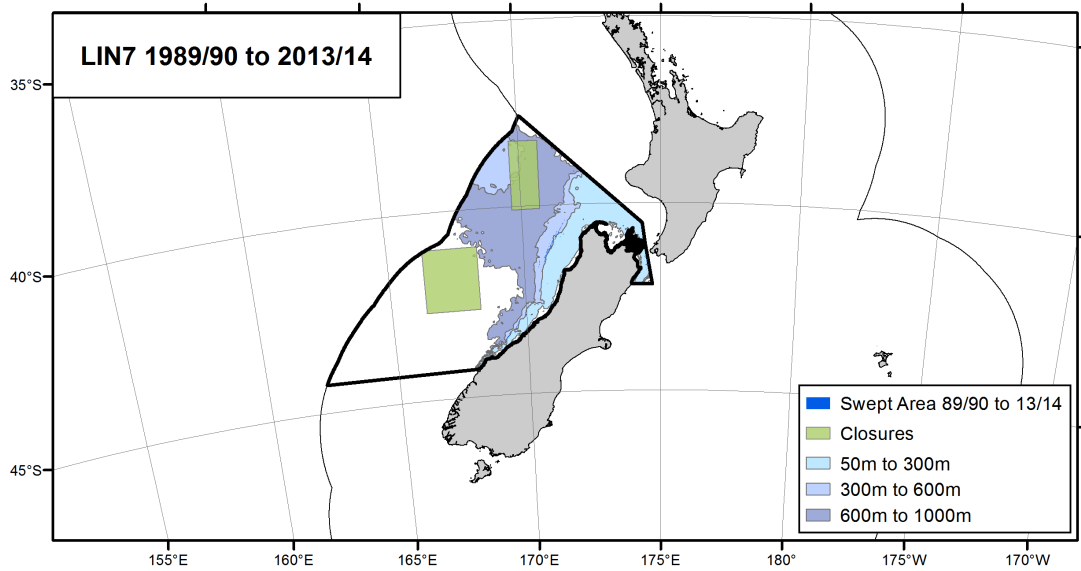 LIN7 1989/90 to 2013/14
35°S
40°S
45°S
Swept Area 89/90 to 13/14
Closures
50m to 300m
300m to 600m
600m to 1000m
155°E
160°E
165°E
170°E
175°E
180°
175°W
170°W